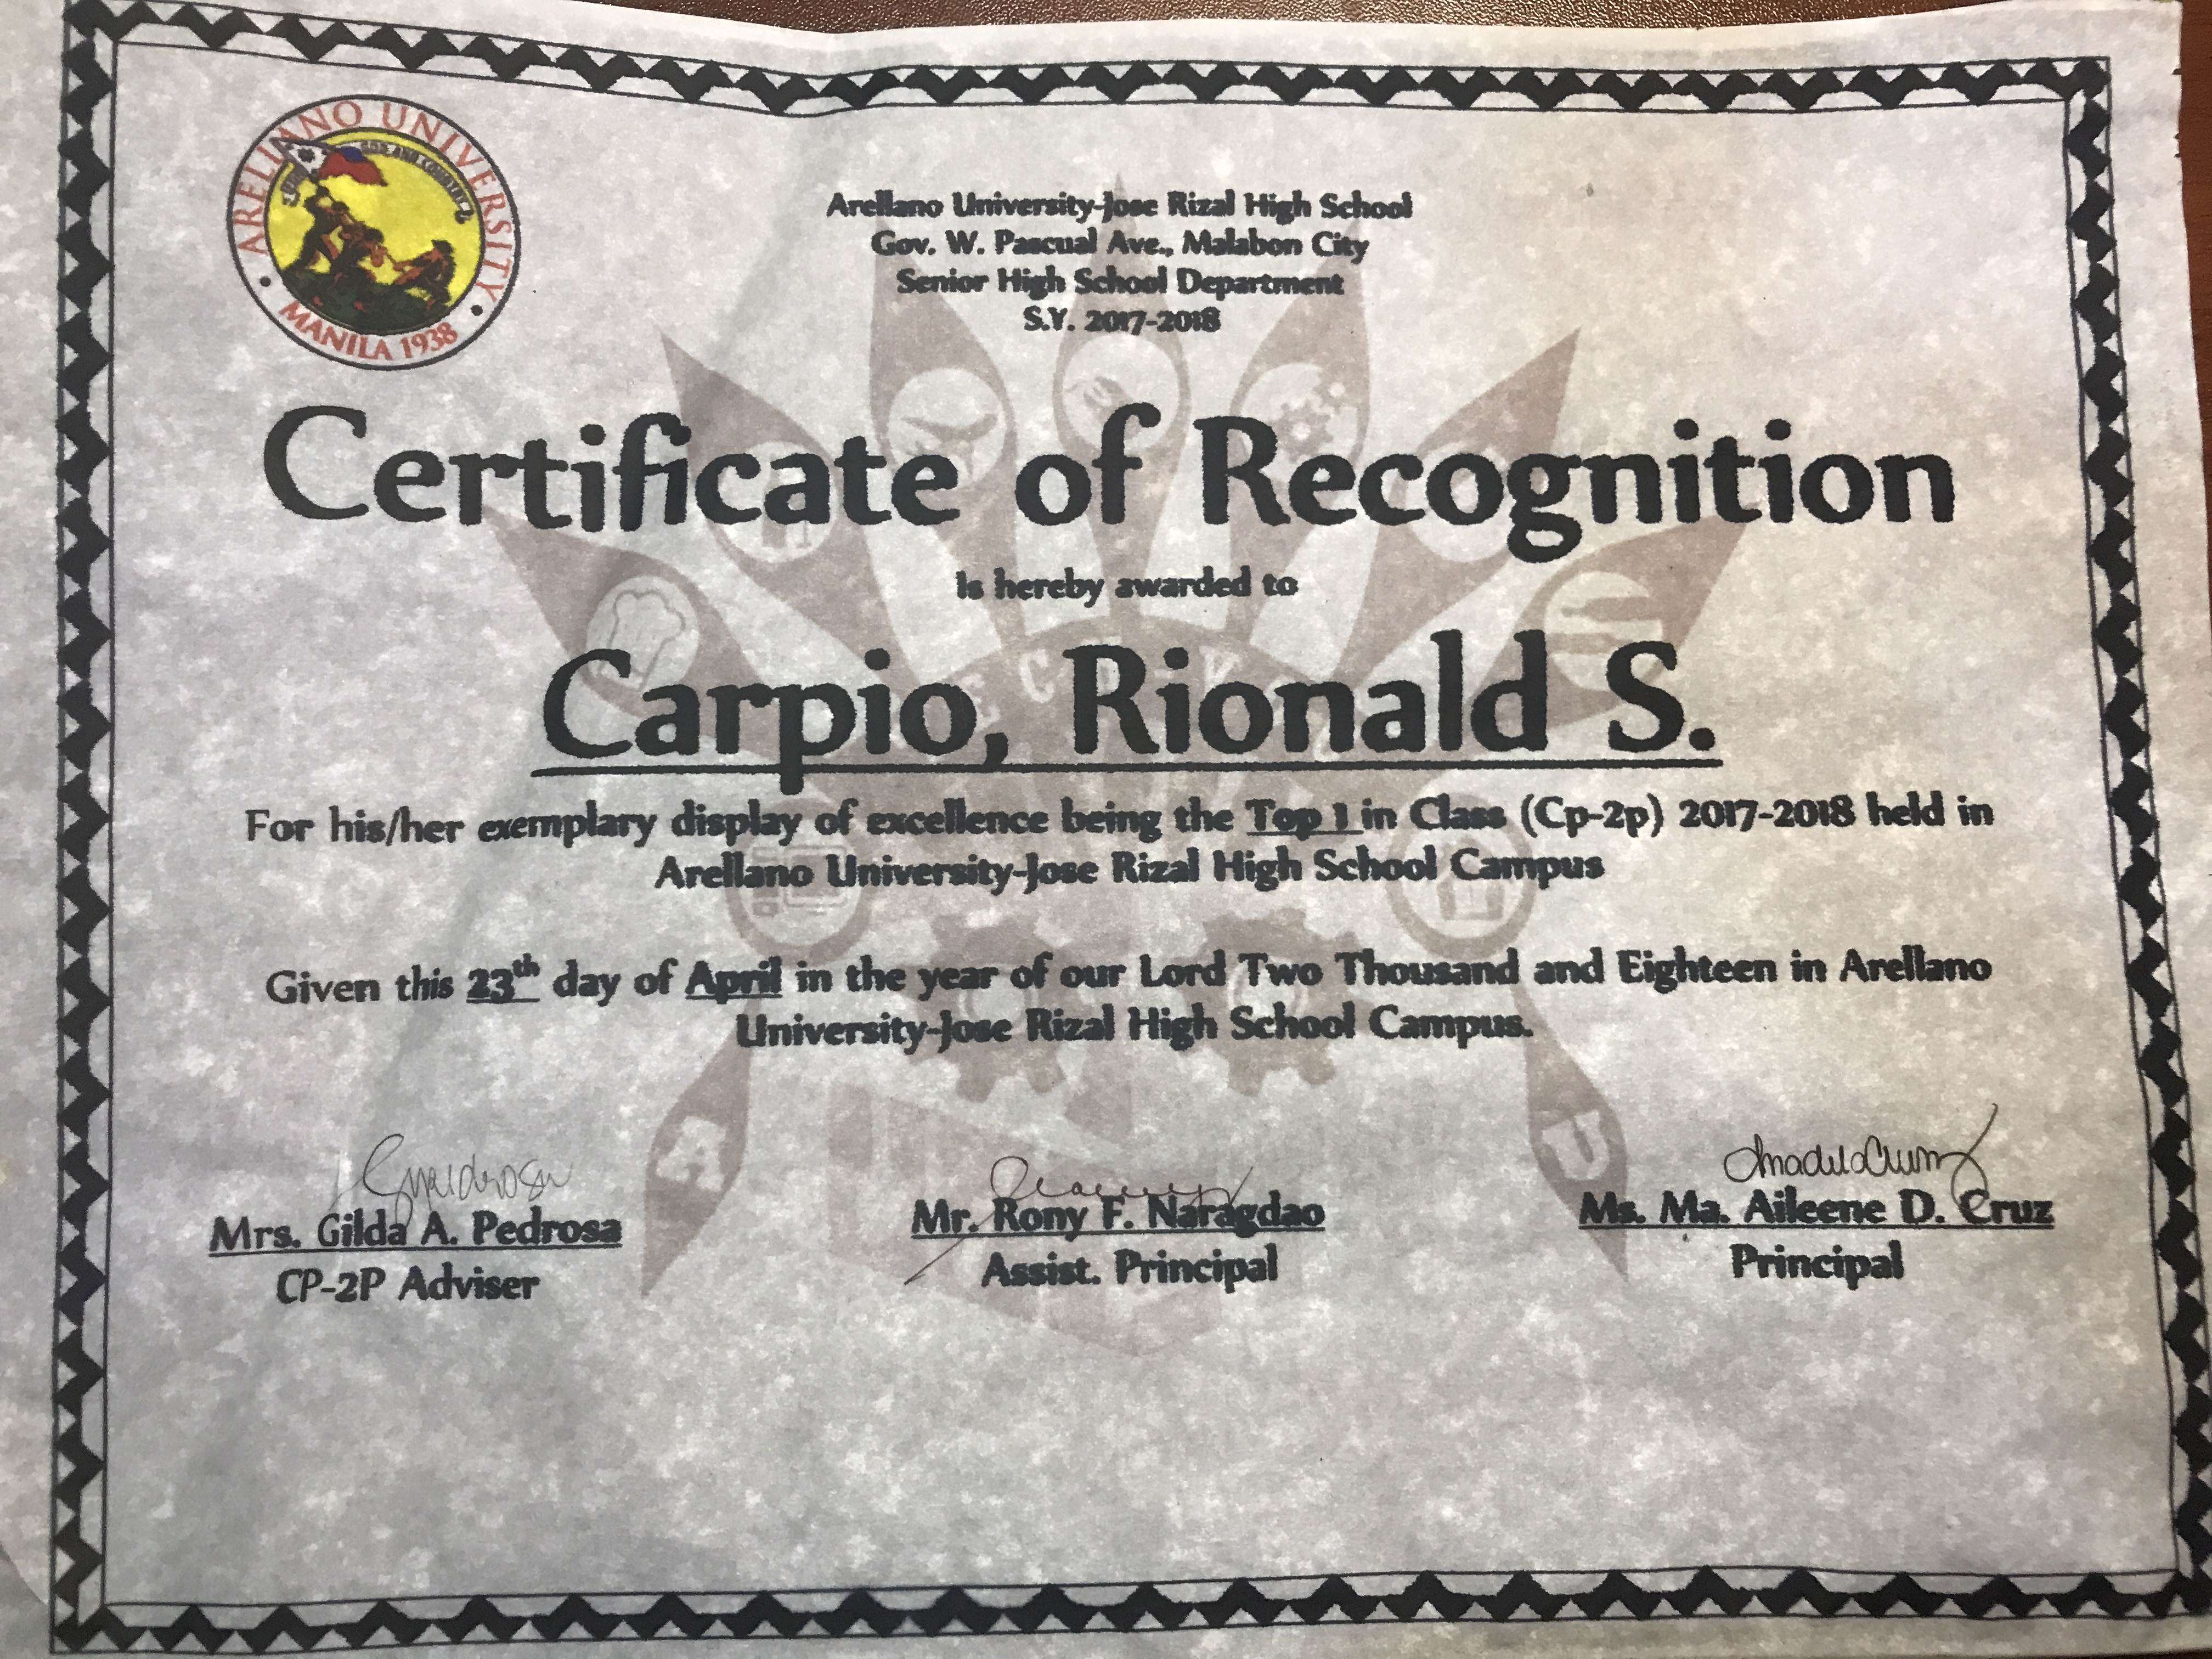 ARELLANO UNIVERSITY
MANILA 1938
Arellano University-Jose Rizal High School
Gov. W. Pascual Ave., Malabon City
Senior High School Department
S.Y. 2017-2018
Certificate of Recognition
Is hereby awarded to
Carpio, Rionald S.
For his/her exemplary display of excellence being the Top 1 in Class (Cp-2p) 2017-2018 held in
Arellano University-Jose Rizal High School Campus
Given this 23th day of April in the year of our Lord Two Thousand and Eighteen in Arellano
University-Jose Rizal High School Campus.
A U
Mrs. Gilda A. Pedrosa
CP-2P Adviser
Mr. Rony F. Naragdao
Assist. Principal
Ms. Ma. Aileene D. Cruz
Principal